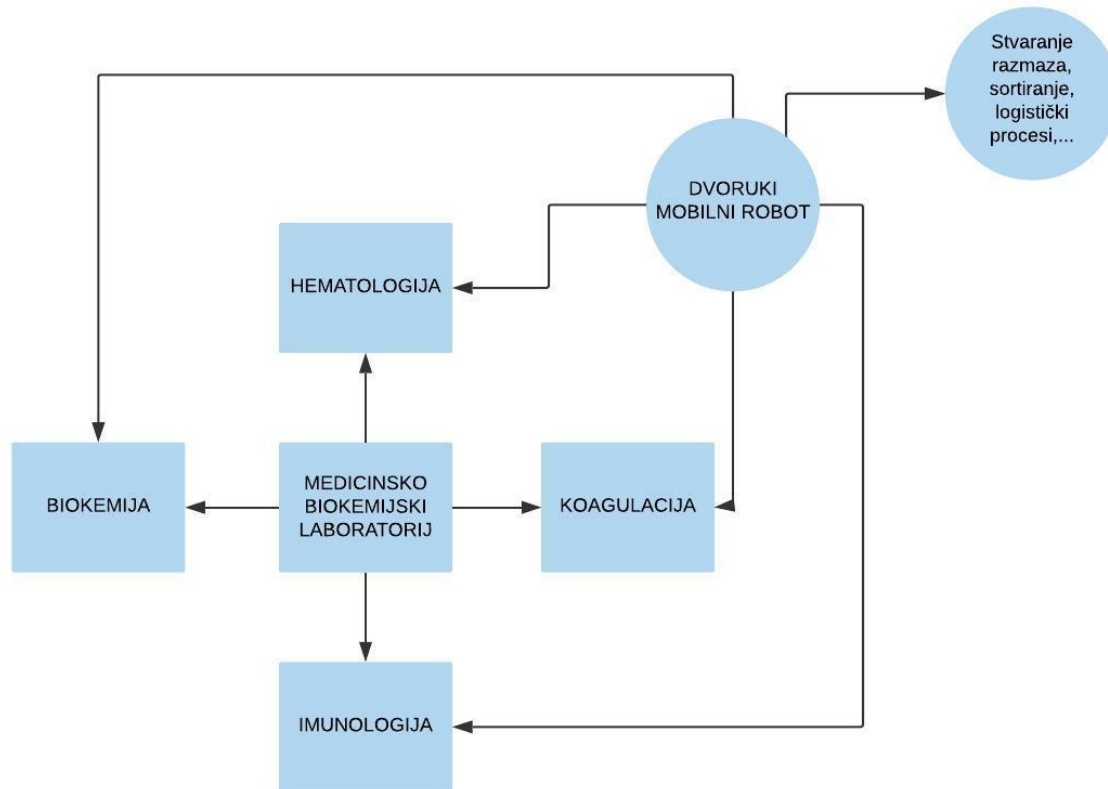 Stvaranje
razmaza,
sortiranje,
logistički
procesi,...
DVORUKI
MOBILNI ROBOT
HEMATOLOGIJA
BIOKEMIJA
MEDICINSKO
BIOKEMIJSKI
LABORATORIJ
KOAGULACIJA
IMUNOLOGIJA